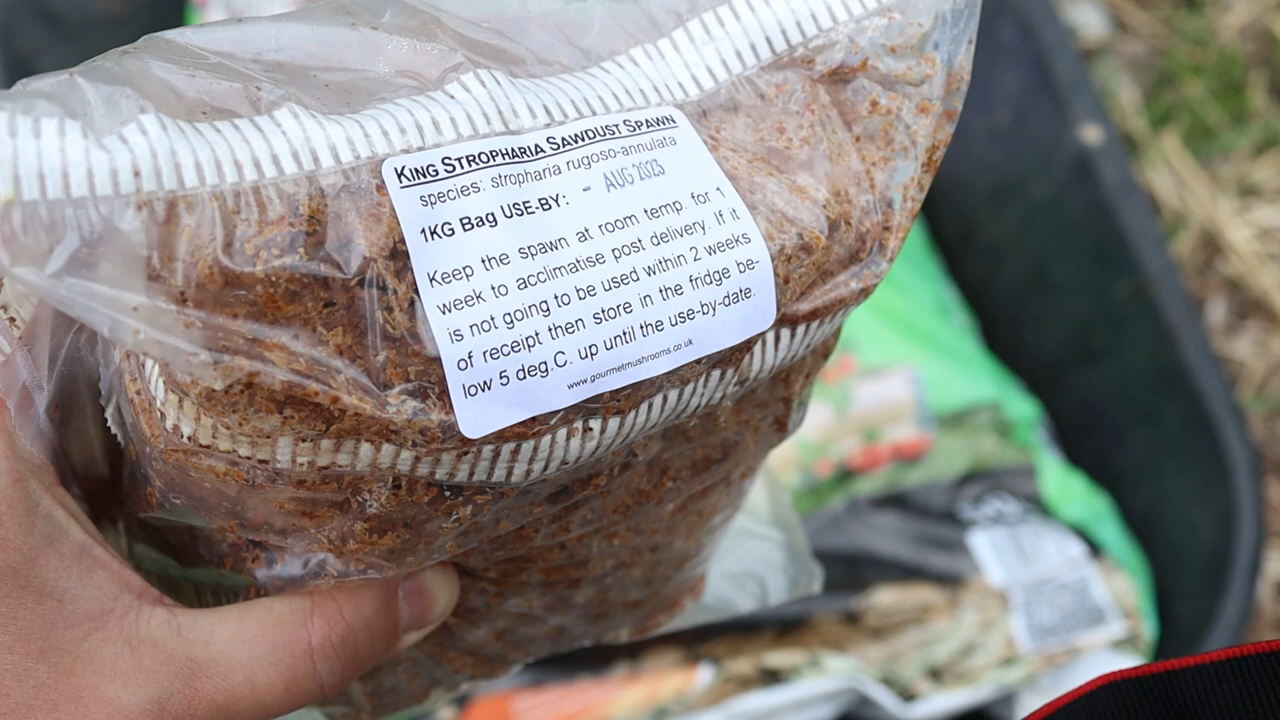 King Stropharia Sawdust Spawn
species: stropharia rugoso-annulata
1KG Bag USE-BY: - AUG 2023
Keep the spawn at room temp. for 1
week to acclimatise post delivery. If it
is not going to be used within 2 weeks
of receipt then store in the fridge be-
low 5 deg.C. up until the use-by-date.
www.gourmetmushrooms.co.uk